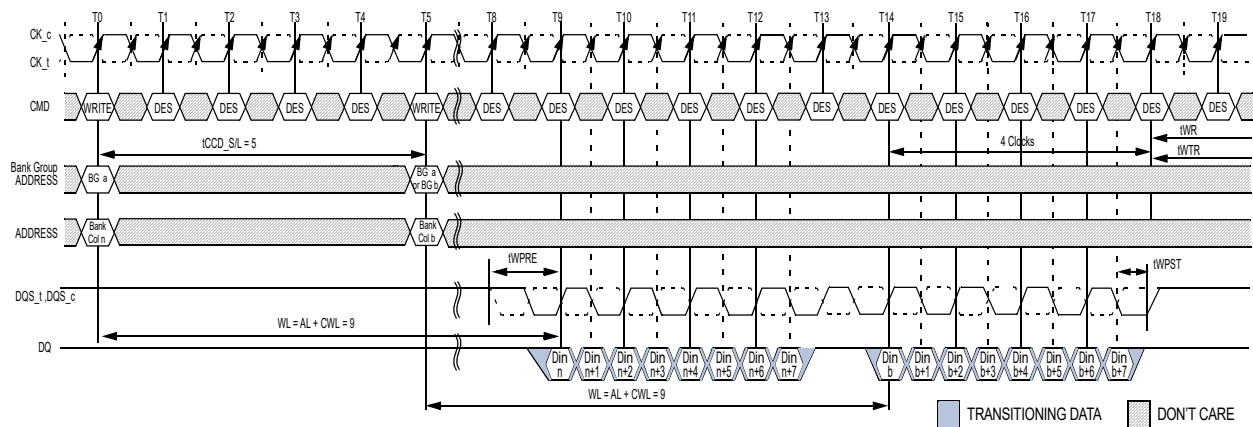 T0 T1 T2 T3 T4 T5 T8 T9 T10 T11 T12 T13 T14 T15 T16 T17 T18 T19
CK_c
CK_t
CMD WRITE DES DES DES DES WRITE DES DES DES DES DES DES DES DES DES DES DES DES
tCCD_S/L = 5
4 Clocks
tWR
tWTR
Bank Group
ADDRESS
BG a
BG a
or BG b
ADDRESS
Bank
Col n
Bank
Col b
tWPRE
tWPST
DQS_t ,DQS_c
WL = AL + CWL = 9
DQ
Din
n
Din
n+1
Din
n+2
Din
n+3
Din
n+4
Din
n+5
Din
n+6
Din
n+7
Din
b
Din
b+1
Din
b+2
Din
b+3
Din
b+4
Din
b+5
Din
b+6
Din
b+7
WL = AL + CWL = 9
TRANSITIONING DATA
DON'T CARE